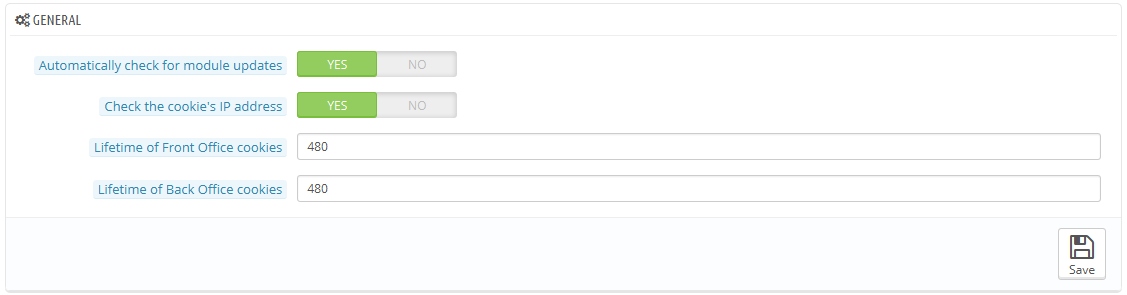 GENERAL
Automatically check for module updates YES NO
Check the cookie's IP address YES NO
Lifetime of Front Office cookies 480
Lifetime of Back Office cookies 480
Save